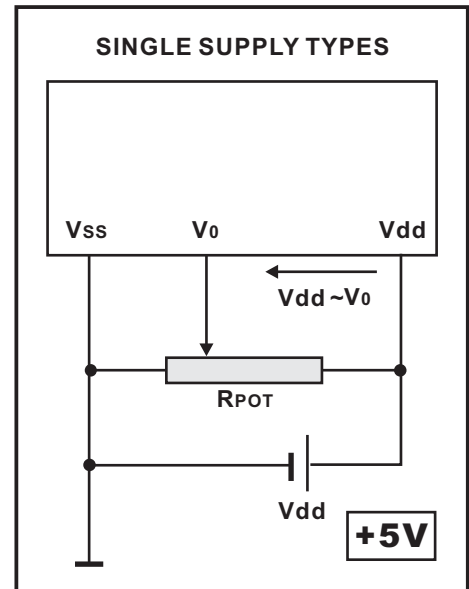 SINGLE SUPPLY TYPES
Vss V0 Vdd
Vdd ~V0
RPOT
Vdd
+5V